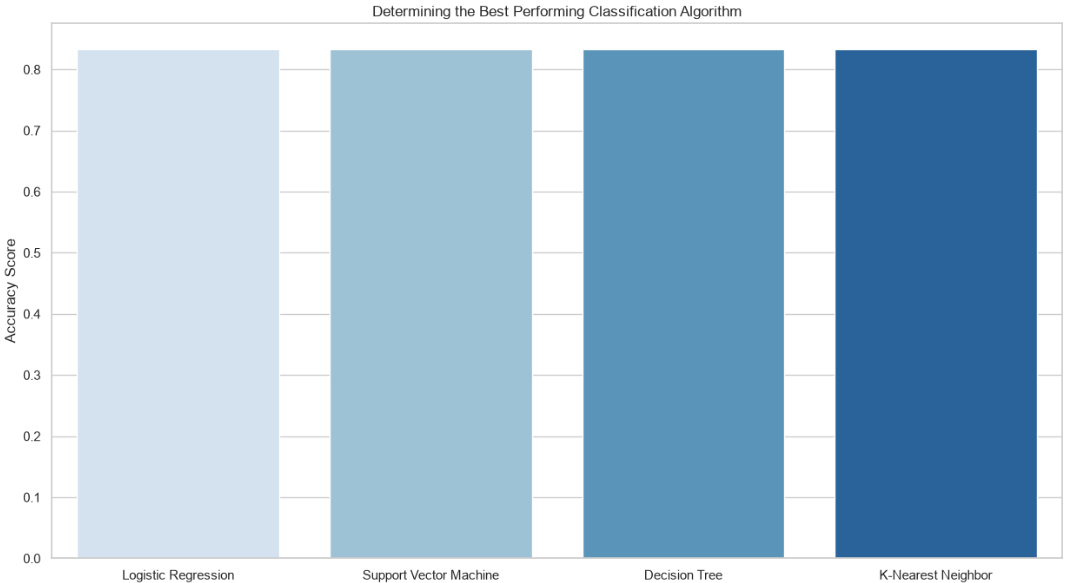 Determining the Best Performing Classification Algorithm
Accuracy Score
0.8
0.7
0.6
0.5
0.4
0.3
0.2
0.1
0.0
Logistic Regression
Support Vector Machine
Decision Tree
K-Nearest Neighbor